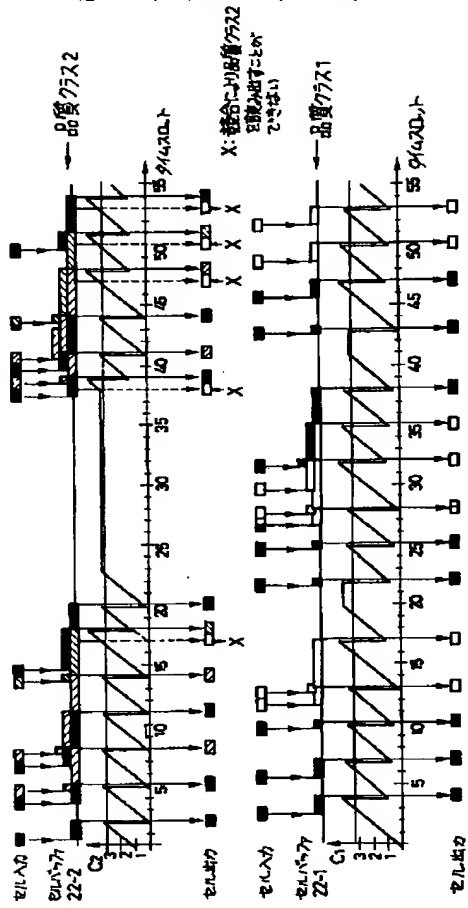 品質クラス2
タイムスロット
セル入力
セルバッファ
22-2
C2
3
2
1
5
10
15
20
25
30
35
40
45
50
55
セル出力
X
X
X
X
X
X:競合により品質クラス2
を読み出すことが
できない
品質クラス1
タイムスロット
セル入力
セルバッファ
22-1
C1
3
2
1
5
10
15
20
25
30
35
40
45
50
55
セル出力